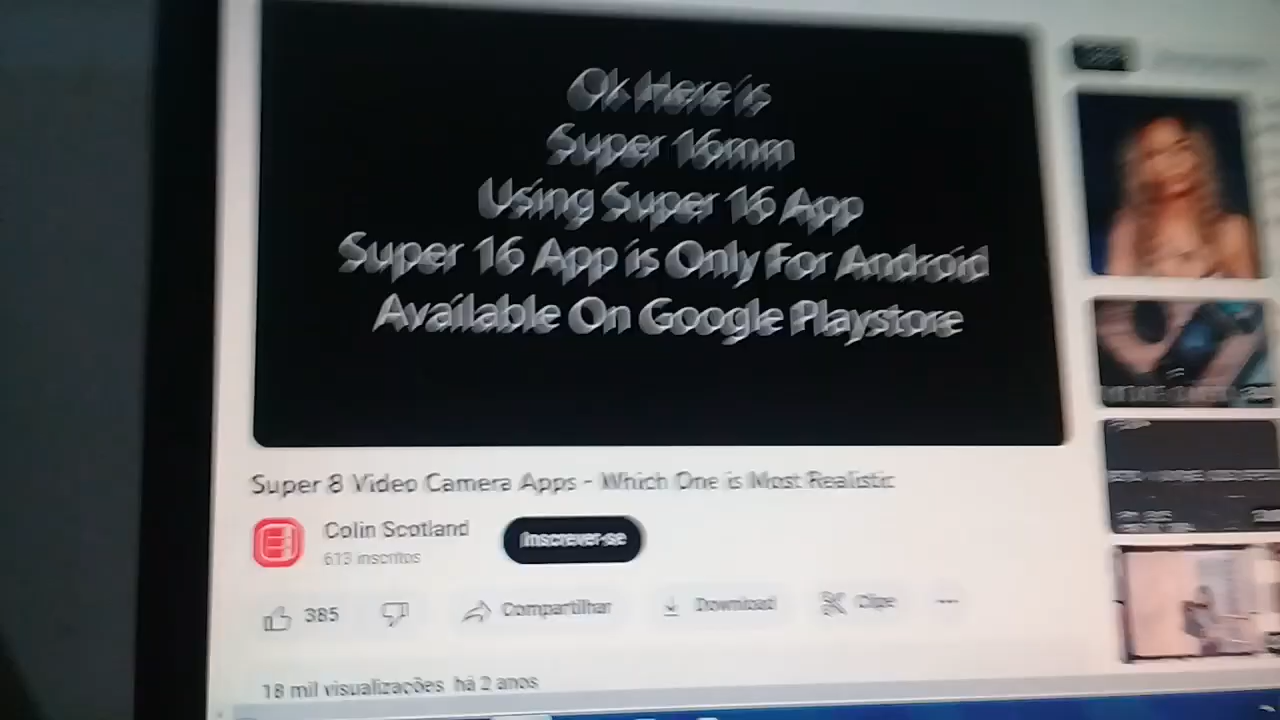 Ok Here is
Super 16mm
Using Super 16 App
Super 16 App is Only For Android
Available On Google Playstore
Super 8 Video Camera Apps - Which One is Most Realistic
Colin Scotland
613 inscritos
Inscrever-se
385
Compartilhar
Download
Clipe
18 mil visualizações há 2 anos